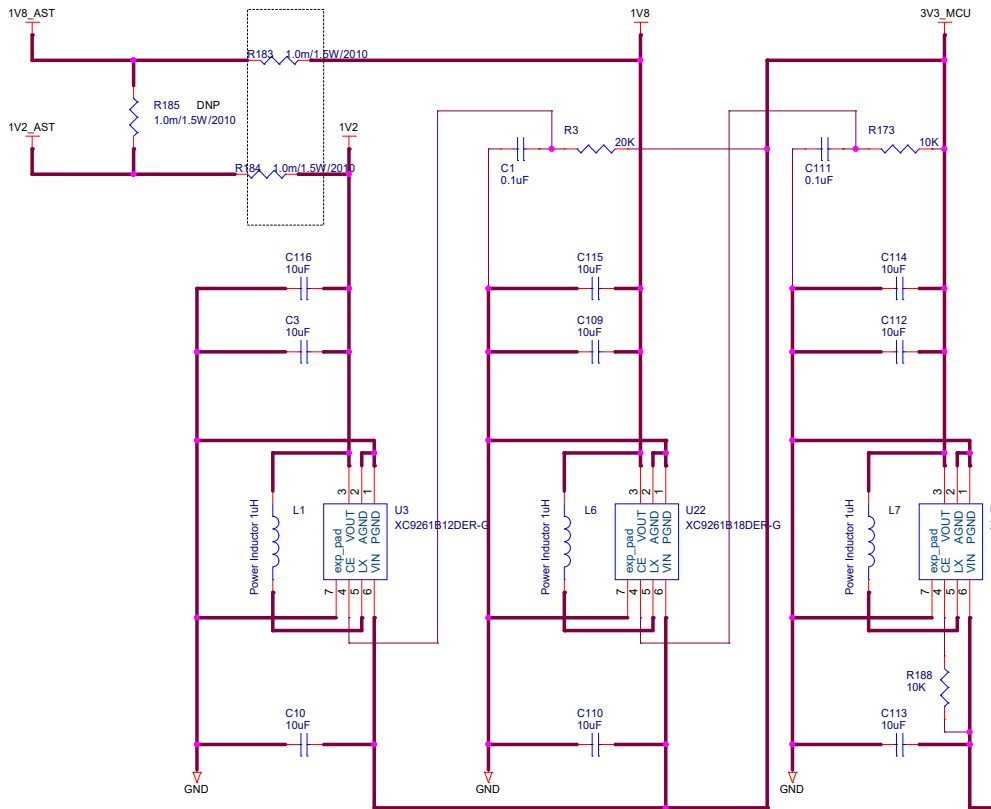 1V8_AST
1V8
3V3_MCU
R183 1.0m/1.5W/2010
R185 DNP
1.0m/1.5W/2010
1V2_AST
1V2
R184 1.0m/1.5W/2010
R3
20K
C1
0.1uF
R173
10K
C111
0.1uF
C116
10uF
C115
10uF
C114
10uF
C3
10uF
C109
10uF
C112
10uF
3 2 1
VOUT AGND PGND
exp_pad CE LX VIN
7 4 5 6
L1
Power Inductor 1uH
U3
XC9261B12DER-G
3 2 1
VOUT AGND PGND
exp_pad CE LX VIN
7 4 5 6
L6
Power Inductor 1uH
U22
XC9261B18DER-G
3 2 1
VOUT AGND PGND
exp_pad CE LX VIN
7 4 5 6
L7
Power Inductor 1uH
R188
10K
C10
10uF
C110
10uF
C113
10uF
GND
GND
GND